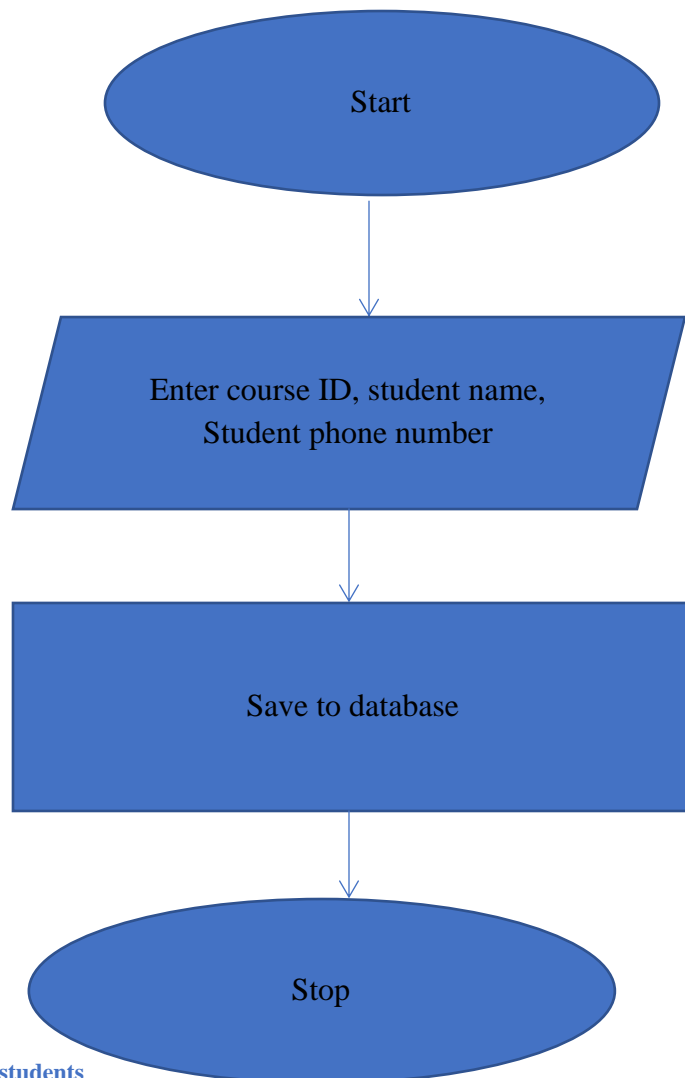 Start
Enter course ID, student name,
Student phone number
Save to database
Stop
students